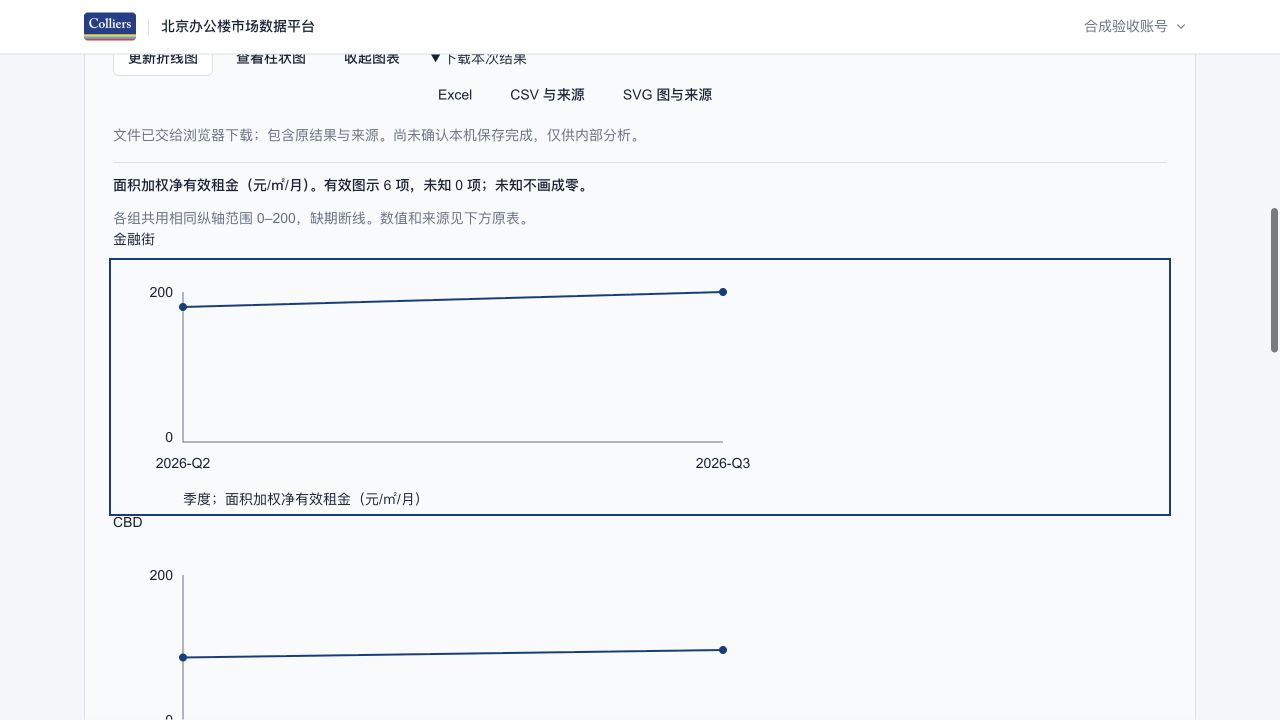 Colliers 北京办公楼市场数据平台 合成验收账号
更新折线图 查看柱状图 收起图表 ▼下载本次结果
Excel CSV 与来源 SVG 图与来源
文件已交给浏览器下载；包含原结果与来源。尚未确认本机保存完成，仅供内部分析。
面积加权净有效租金（元/㎡/月）。有效图示 6 项，未知 0 项；未知不画成零。
各组共用相同纵轴范围 0–200，缺期断线。数值和来源见下方原表。
金融街
200
0
2026-Q2 2026-Q3
季度；面积加权净有效租金（元/㎡/月）
CBD
200
0